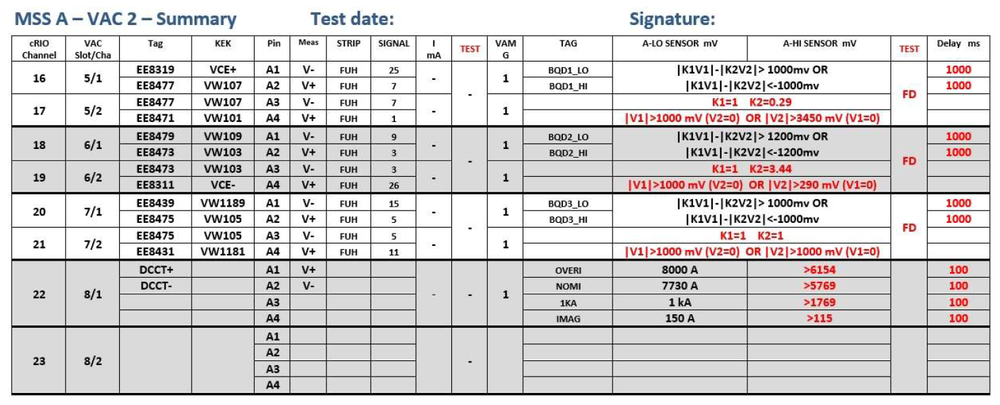 MSS A – VAC 2 – Summary Test date: Signature:
cRIO Channel VAC Slot/Cha Tag KEK Pin Meas STRIP SIGNAL I mA TEST VAM G TAG A-LO SENSOR mV A-HI SENSOR mV TEST Delay ms
16 5/1 EE8319 VCE+ A1 V- FUH 25 - - 1 BQD1_LO |K1V1|-|K2V2|> 1000mv OR FD 1000
EE8477 VW107 A2 V+ FUH 7 BQD1_HI |K1V1|-|K2V2|<-1000mv 1000
17 5/2 EE8477 VW107 A3 V- FUH 7 - 1 K1=1 K2=0.29
EE8471 VW101 A4 V+ FUH 1 |V1|>1000 mV (V2=0) OR |V2|>3450 mV (V1=0)
18 6/1 EE8479 VW109 A1 V- FUH 9 - - 1 BQD2_LO |K1V1|-|K2V2|> 1200mv OR FD 1000
EE8473 VW103 A2 V+ FUH 3 BQD2_HI |K1V1|-|K2V2|<-1200mv 1000
19 6/2 EE8473 VW103 A3 V- FUH 3 - 1 K1=1 K2=3.44
EE8311 VCE- A4 V+ FUH 26 |V1|>1000 mV (V2=0) OR |V2|>290 mV (V1=0)
20 7/1 EE8439 VW1189 A1 V- FUH 15 - - 1 BQD3_LO |K1V1|-|K2V2|> 1000mv OR FD 1000
EE8475 VW105 A2 V+ FUH 5 BQD3_HI |K1V1|-|K2V2|<-1000mv 1000
21 7/2 EE8475 VW105 A3 V- FUH 5 - 1 K1=1 K2=1
EE8431 VW1181 A4 V+ FUH 11 |V1|>1000 mV (V2=0) OR |V2|>1000 mV (V1=0)
22 8/1 DCCT+ A1 V+ - - 1 OVERI 8000 A >6154 100
DCCT- A2 V- NOMI 7730 A >5769 100
A3 1KA 1 kA >1769 100
A4 IMAG 150 A >115 100
23 8/2 A1 -
A2
A3
A4